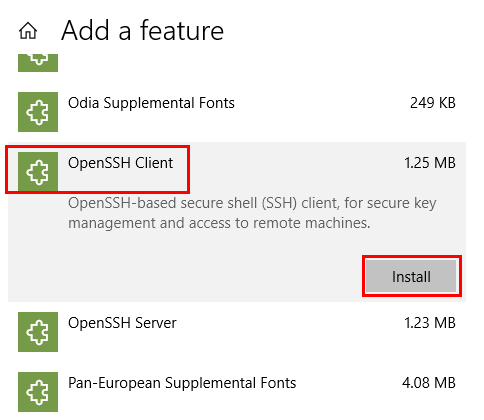 Add a feature
Odia Supplemental Fonts 249 KB
OpenSSH Client 1.25 MB
OpenSSH-based secure shell (SSH) client, for secure key
management and access to remote machines.
Install
OpenSSH Server 1.23 MB
Pan-European Supplemental Fonts 4.08 MB